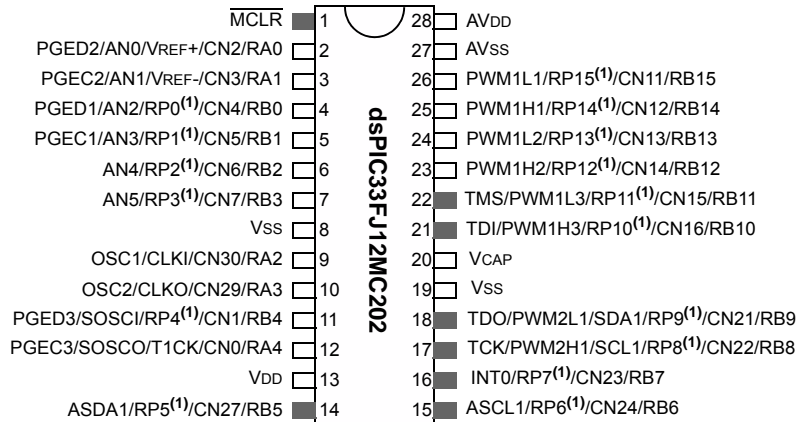 MCLR 1 28 AVDD
PGED2/AN0/VREF+/CN2/RA0 2 27 AVSS
PGEC2/AN1/VREF-/CN3/RA1 3 26 PWM1L1/RP15(1)/CN11/RB15
PGED1/AN2/RP0(1)/CN4/RB0 4 25 PWM1H1/RP14(1)/CN12/RB14
PGEC1/AN3/RP1(1)/CN5/RB1 5 24 PWM1L2/RP13(1)/CN13/RB13
AN4/RP2(1)/CN6/RB2 6 23 PWM1H2/RP12(1)/CN14/RB12
AN5/RP3(1)/CN7/RB3 7 22 TMS/PWM1L3/RP11(1)/CN15/RB11
VSS 8 21 TDI/PWM1H3/RP10(1)/CN16/RB10
OSC1/CLKI/CN30/RA2 9 20 VCAP
OSC2/CLKO/CN29/RA3 10 19 VSS
PGED3/SOSCI/RP4(1)/CN1/RB4 11 18 TDO/PWM2L1/SDA1/RP9(1)/CN21/RB9
PGEC3/SOSCO/T1CK/CN0/RA4 12 17 TCK/PWM2H1/SCL1/RP8(1)/CN22/RB8
VDD 13 16 INT0/RP7(1)/CN23/RB7
ASDA1/RP5(1)/CN27/RB5 14 15 ASCL1/RP6(1)/CN24/RB6
dsPIC33FJ12MC202